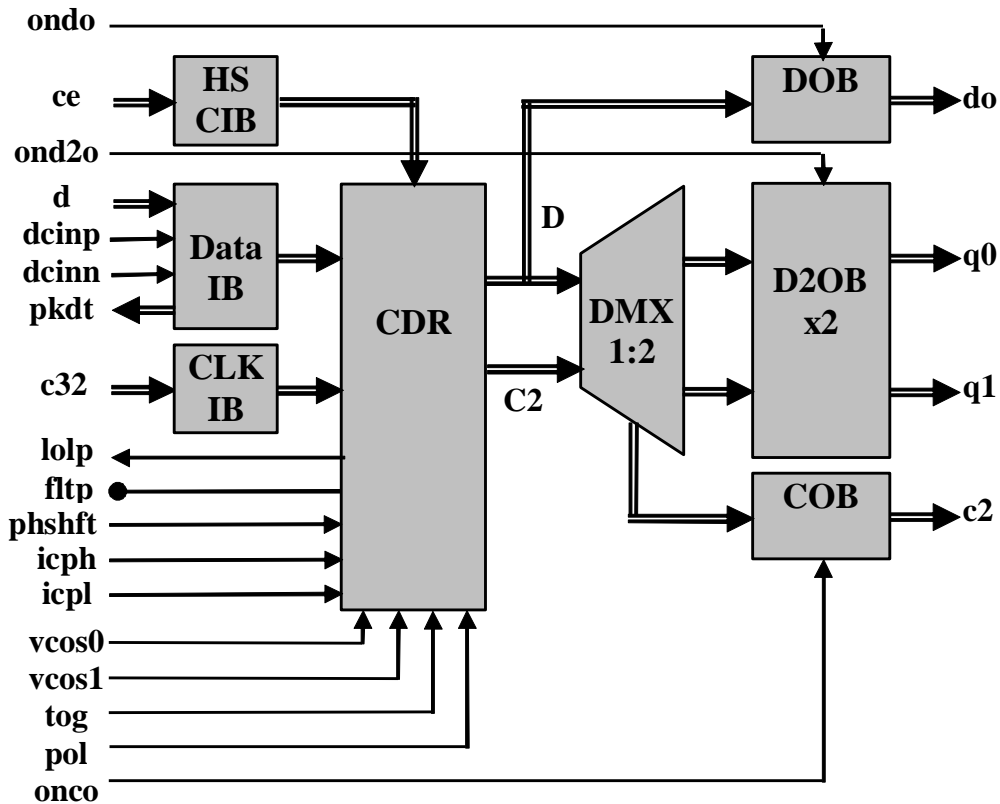 ondo
ce
HS
CIB
DOB
do
ond2o
d
dcinp
dcinn
pkdt
Data
IB
CDR
D
DMX
1:2
D2OB
x2
q0
q1
c32
CLK
IB
C2
lolp
fltp
phshft
icph
icpl
COB
c2
vcos0
vcos1
tog
pol
onco